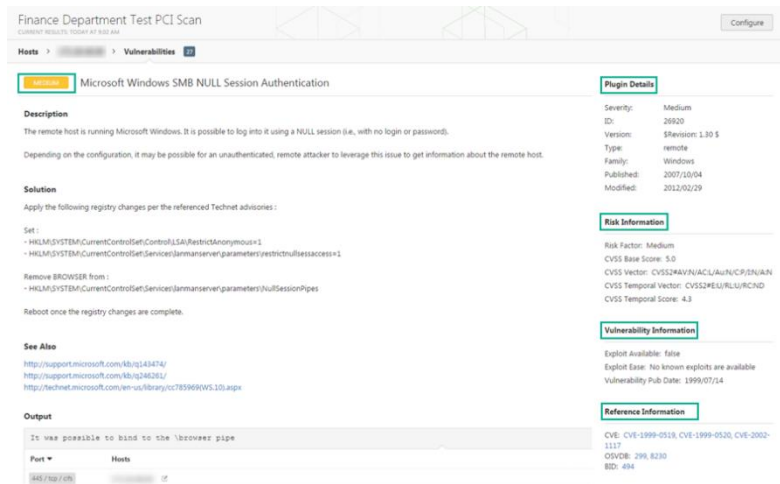 Finance Department Test PCI Scan
CURRENT RESULTS: TODAY AT 9:02 AM
Configure
Hosts > > Vulnerabilities 27
MEDIUM Microsoft Windows SMB NULL Session Authentication
Description
The remote host is running Microsoft Windows. It is possible to log into it using a NULL session (i.e., with no login or password).
Depending on the configuration, it may be possible for an unauthenticated, remote attacker to leverage this issue to get information about the remote host.
Solution
Apply the following registry changes per the referenced Technet advisories :
Set :
- HKLM\SYSTEM\CurrentControlSet\Control\LSA\RestrictAnonymous=1
- HKLM\SYSTEM\CurrentControlSet\Services\lanmanserver\parameters\restrictnullsessaccess=1
Remove BROWSER from :
- HKLM\SYSTEM\CurrentControlSet\Services\lanmanserver\parameters\NullSessionPipes
Reboot once the registry changes are complete.
See Also
http://support.microsoft.com/kb/q143474/
http://support.microsoft.com/kb/q246261/
http://technet.microsoft.com/en-us/library/cc785969(WS.10).aspx
Output
It was possible to bind to the \browser pipe
Port ▼ Hosts
445 / tcp / cifs
Plugin Details
Severity: Medium
ID: 26920
Version: $Revision: 1.30 $
Type: remote
Family: Windows
Published: 2007/10/04
Modified: 2012/02/29
Risk Information
Risk Factor: Medium
CVSS Base Score: 5.0
CVSS Vector: CVSS2#AV:N/AC:L/Au:N/C:P/I:N/A:N
CVSS Temporal Vector: CVSS2#E:U/RL:U/RC:ND
CVSS Temporal Score: 4.3
Vulnerability Information
Exploit Available: false
Exploit Ease: No known exploits are available
Vulnerability Pub Date: 1999/07/14
Reference Information
CVE: CVE-1999-0519, CVE-1999-0520, CVE-2002-
1117
OSVDB: 299, 8230
BID: 494